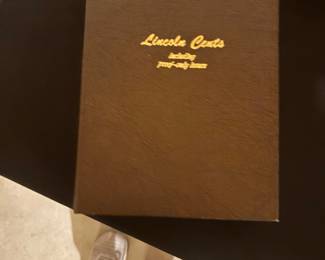 Lincoln Cents
including
proof-only issues